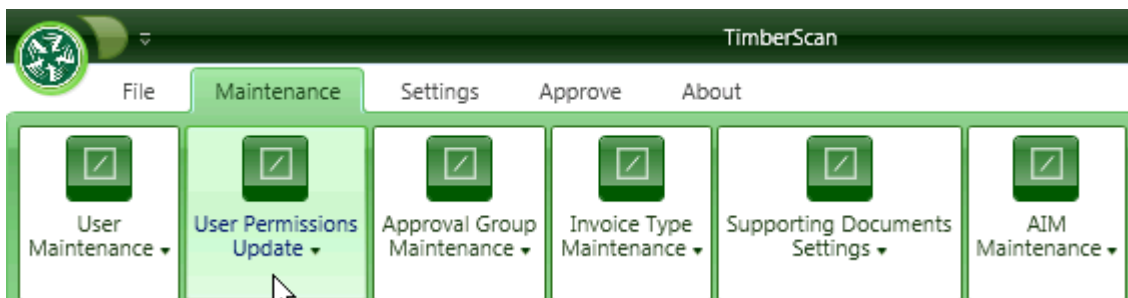 TimberScan
File Maintenance Settings Approve About
User Maintenance
User Permissions Update
Approval Group Maintenance
Invoice Type Maintenance
Supporting Documents Settings
AIM Maintenance